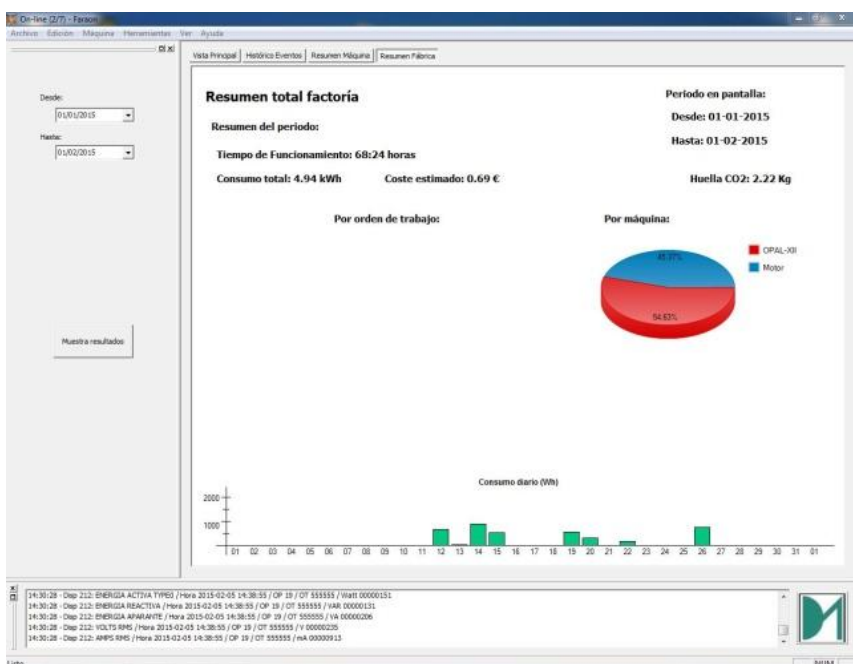 On-line (2/7) - Faraon
Archivo Edición Máquina Herramientas Ver Ayuda
Vista Principal Histórico Eventos Resumen Máquina Resumen Fábrica
Desde:
01/01/2015
Hasta:
01/02/2015
Muestra resultados
Resumen total factoría
Periodo en pantalla:
Desde: 01-01-2015
Hasta: 01-02-2015
Resumen del periodo:
Tiempo de Funcionamiento: 68:24 horas
Consumo total: 4.94 kWh Coste estimado: 0.69 € Huella CO2: 2.22 Kg
Por orden de trabajo: Por máquina:
OPAL-XII
Motor
45.37%
54.63%
Consumo diario (Wh)
2000
1000
01 02 03 04 05 06 07 08 09 10 11 12 13 14 15 16 17 18 19 20 21 22 23 24 25 26 27 28 29 30 31 01
14:30:28 - Disp 212: ENERGIA ACTIVA TYPE0 / Hora 2015-02-05 14:38:55 / OP 19 / OT 555555 / Watt 00000151
14:30:28 - Disp 212: ENERGIA REACTIVA / Hora 2015-02-05 14:38:55 / OP 19 / OT 555555 / VAR 00000131
14:30:28 - Disp 212: ENERGIA APARANTE / Hora 2015-02-05 14:38:55 / OP 19 / OT 555555 / VA 00000206
14:30:28 - Disp 212: VOLTS RMS / Hora 2015-02-05 14:38:55 / OP 19 / OT 555555 / V 00000235
14:30:28 - Disp 212: AMPS RMS / Hora 2015-02-05 14:38:55 / OP 19 / OT 555555 / mA 00000913
NUM